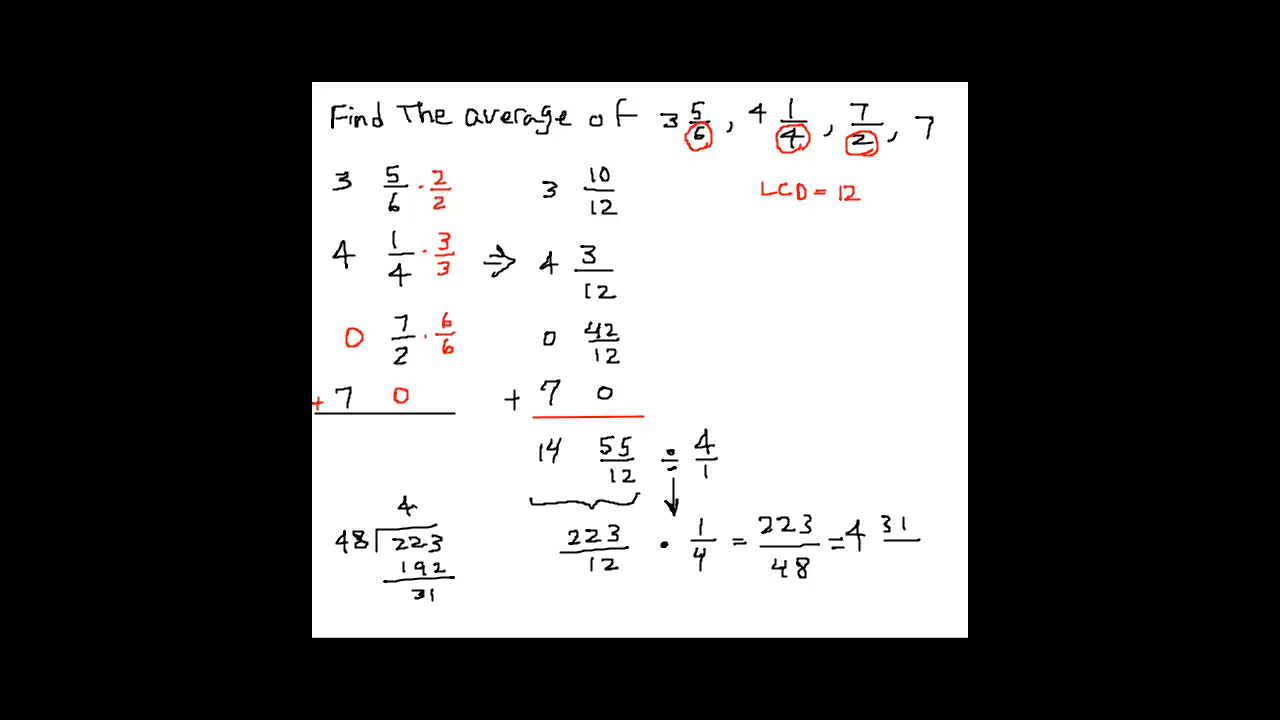 Find The average of 3 5/6, 4 1/4, 7/2, 7
LCD = 12
3 5/6 · 2/2 3 10/12
4 1/4 · 3/3 ⇒ 4 3/12
0 7/2 · 6/6 0 42/12
+ 7 0 + 7 0
14 55/12 ÷ 4/1
↓
223/12 · 1/4 = 223/48 = 4 31/
4
48 223
192
31